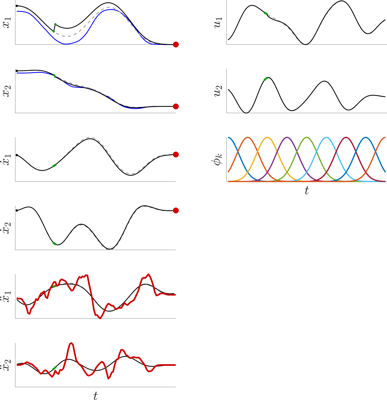 x₁
u₁
x₂
u₂
ẋ₁
ϕₖ
t
ẋ₂
ẍ₁
ẍ₂
t